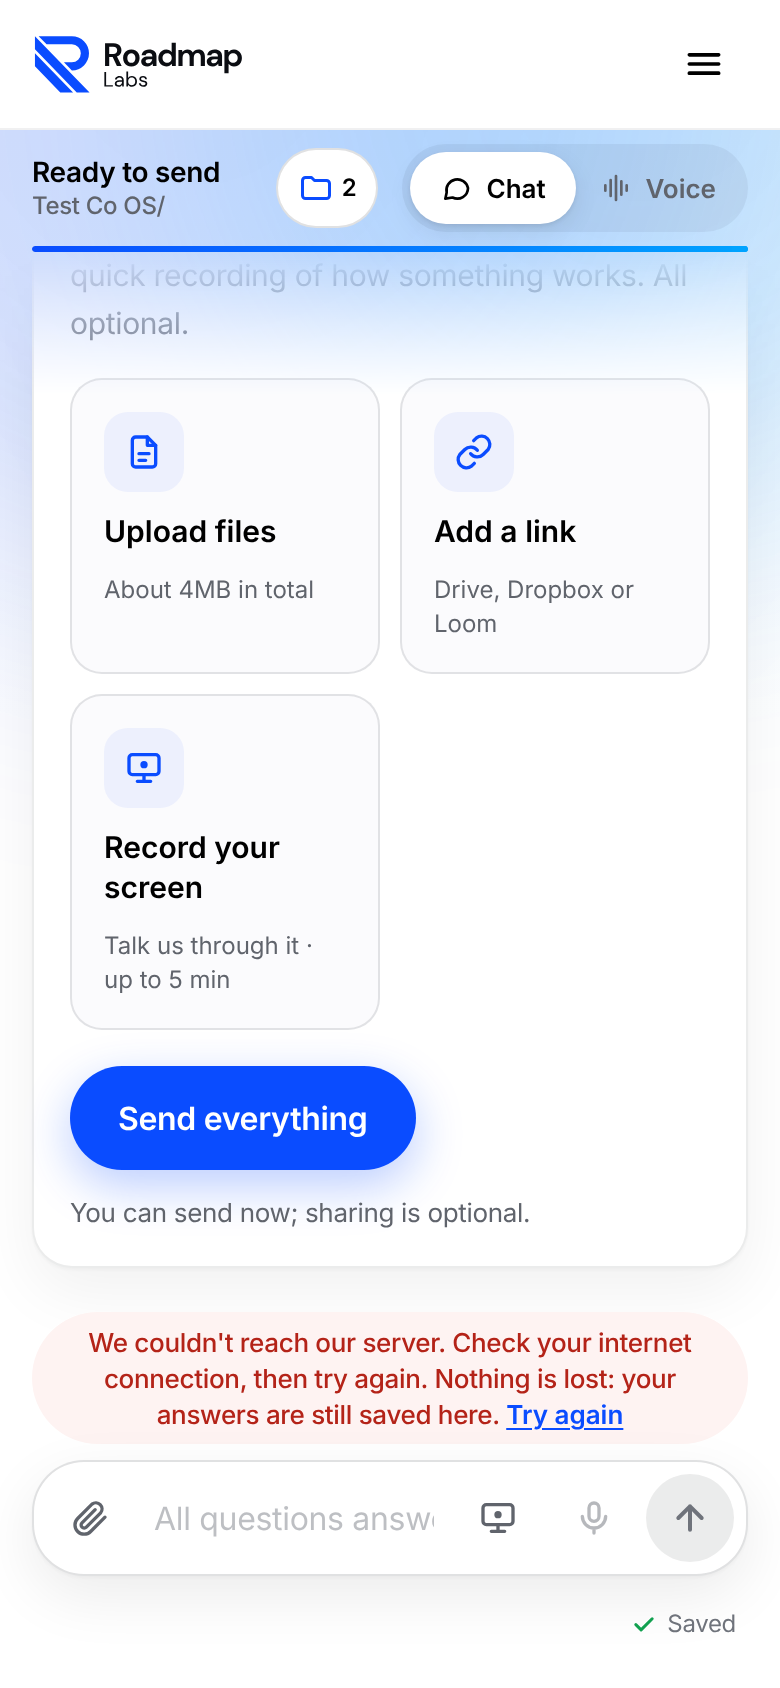 Roadmap
Labs
Ready to send
Test Co OS/
2
Chat
Voice
quick recording of how something works. All
optional.
Upload files
About 4MB in total
Add a link
Drive, Dropbox or
Loom
Record your
screen
Talk us through it ·
up to 5 min
Send everything
You can send now; sharing is optional.
We couldn't reach our server. Check your internet
connection, then try again. Nothing is lost: your
answers are still saved here. Try again
All questions answ
Saved